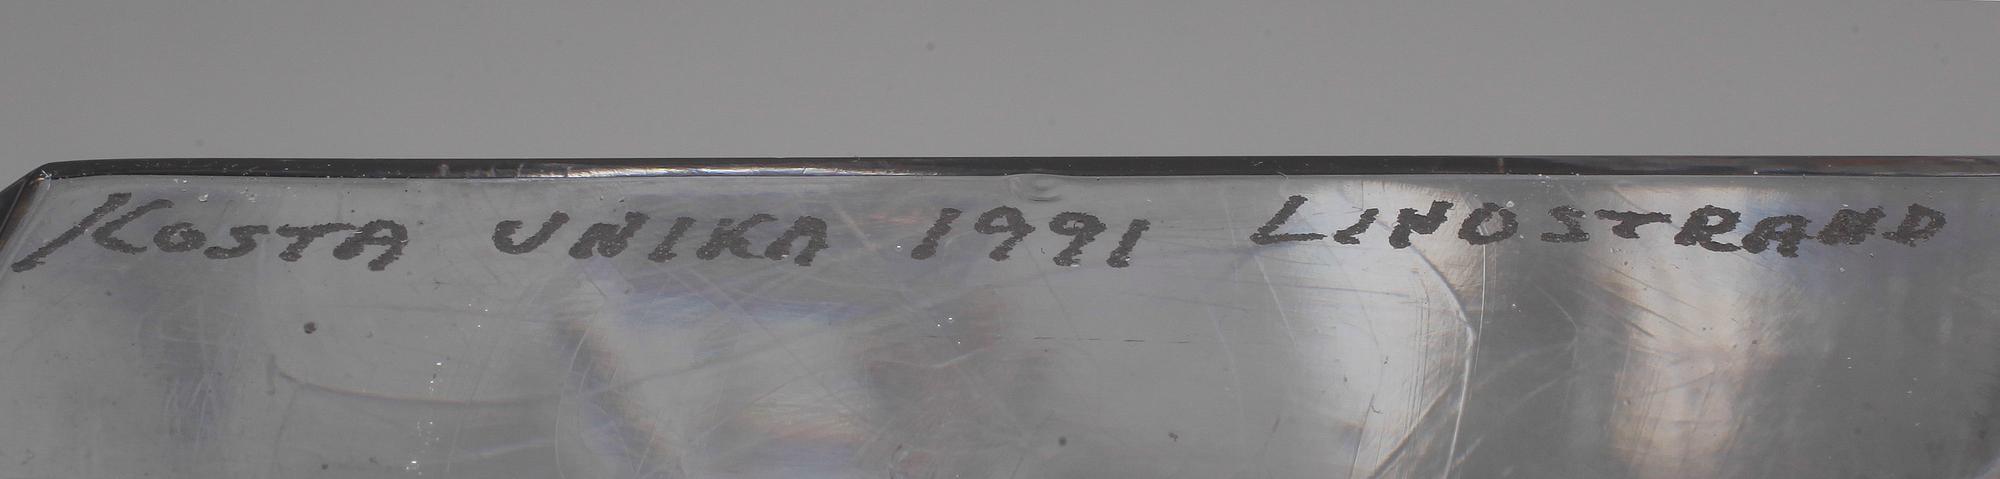 KOSTA UNIKA 1991 LINDSTRAND